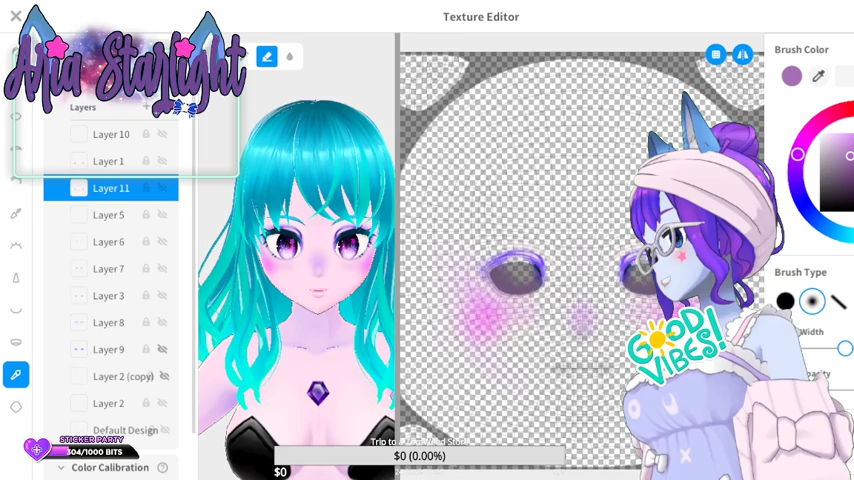 Texture Editor
Aria Starlight
Brush Color
Layers
Layer 10
Layer 1
Layer 11
Layer 5
Layer 6
Layer 7
Layer 3
Layer 8
Layer 9
Layer 2 (copy)
Layer 2
Default Design
Color Calibration
Brush Type
Width
GOOD
VIBES!
STICKER PARTY
304/1000 BITS
Trip to
$0 (0.00%)
$0